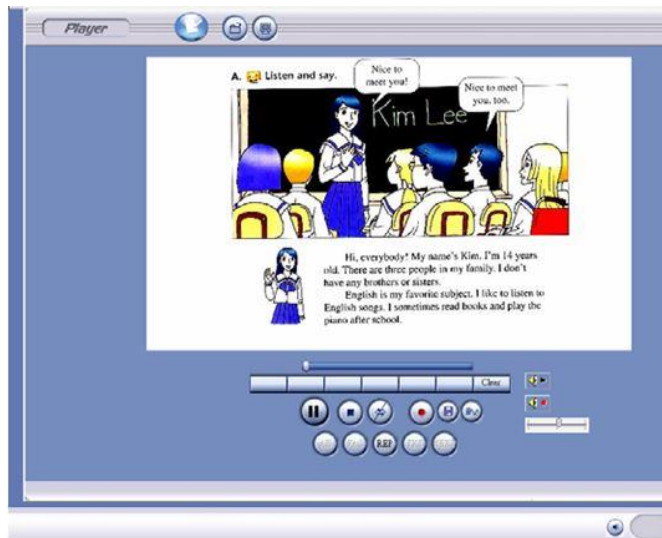 Player
A. Listen and say.
Nice to
meet you!
Nice to meet
you, too.
Kim Lee
Hi, everybody! My name's Kim. I'm 14 years
old. There are three people in my family. I don't
have any brothers or sisters.
English is my favorite subject. I like to listen to
English songs. I sometimes read books and play the
piano after school.
Clear
REP